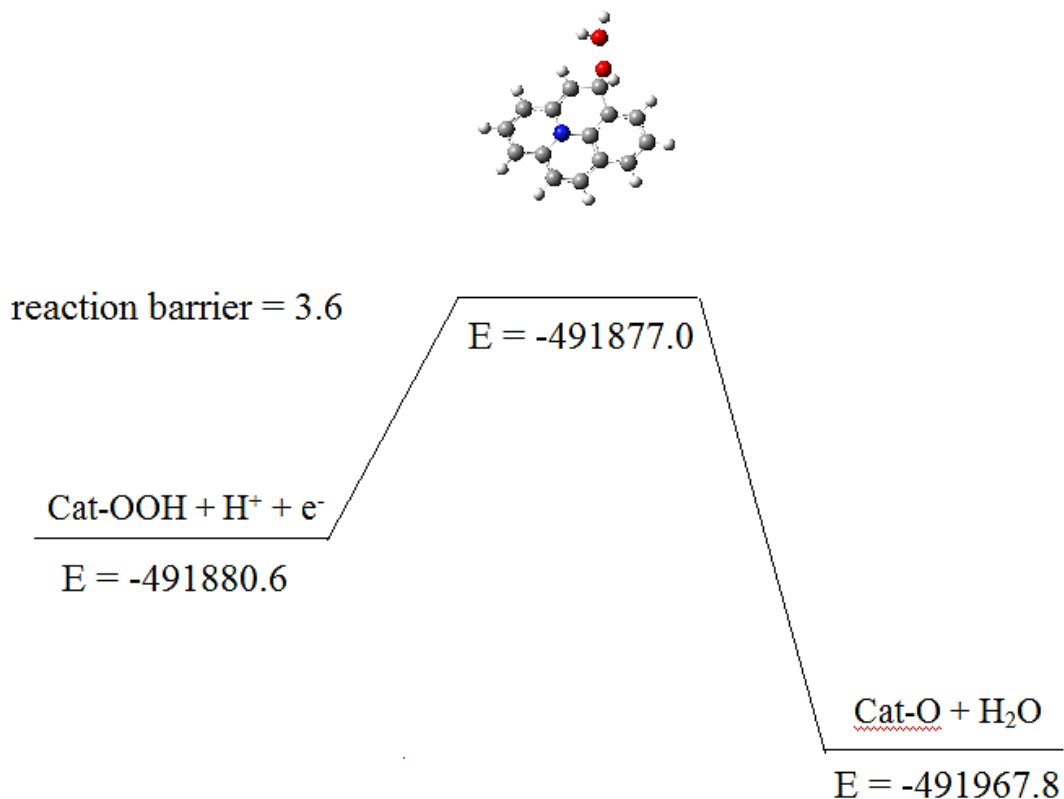 reaction barrier = 3.6
E = -491877.0
Cat-OOH + H⁺ + e⁻
E = -491880.6
Cat-O + H₂O
E = -491967.8